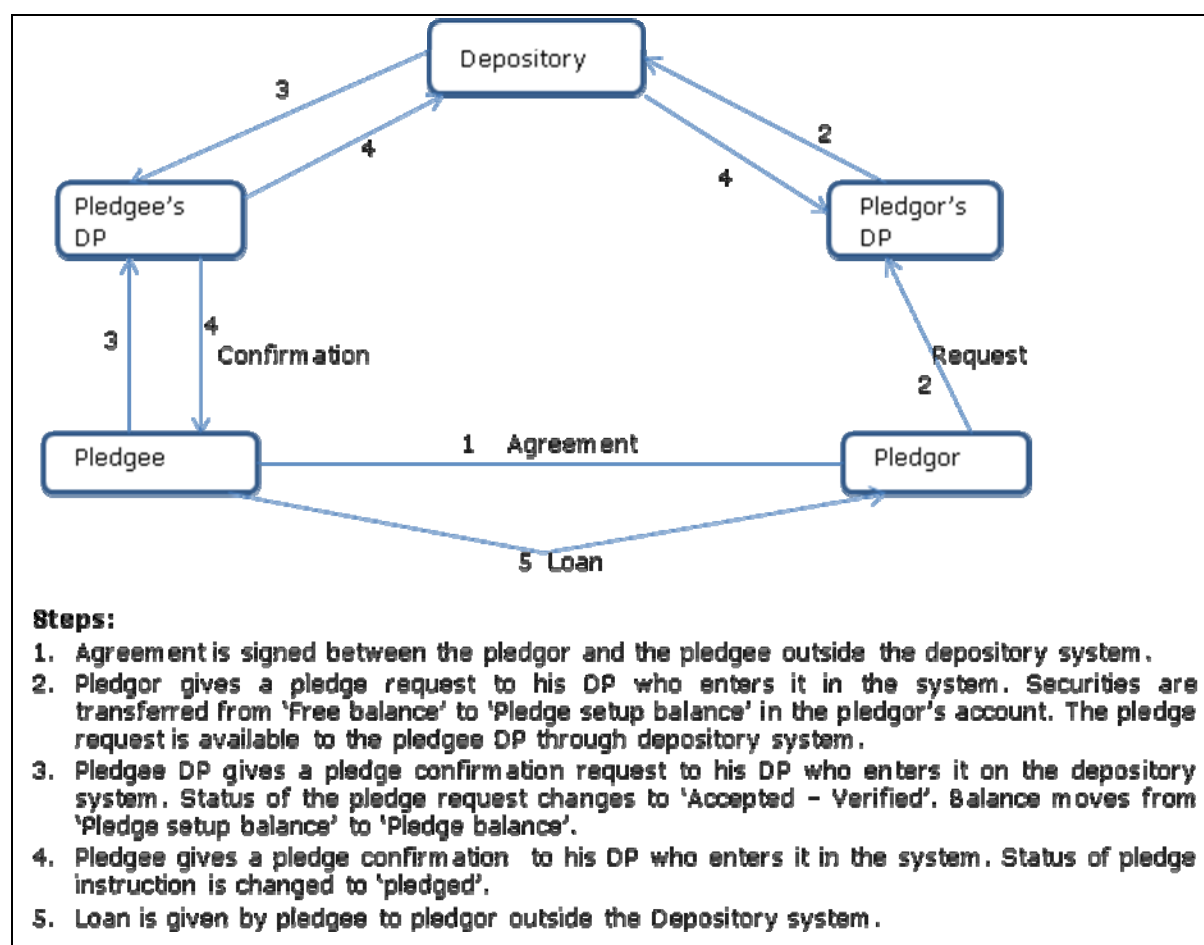 Depository
3
4
2
4
Pledgee's
DP
Pledgor's
DP
3
4
Confirmation
Request
2
Pledgee
1 Agreement
Pledgor
5 Loan
Steps:
1. Agreement is signed between the pledgor and the pledgee outside the depository system.
2. Pledgor gives a pledge request to his DP who enters it in the system. Securities are
transferred from 'Free balance' to 'Pledge setup balance' in the pledgor's account. The pledge
request is available to the pledgee DP through depository system.
3. Pledgee DP gives a pledge confirmation request to his DP who enters it on the depository
system. Status of the pledge request changes to 'Accepted – Verified'. Balance moves from
'Pledge setup balance' to 'Pledge balance'.
4. Pledgee gives a pledge confirmation to his DP who enters it in the system. Status of pledge
instruction is changed to 'pledged'.
5. Loan is given by pledgee to pledgor outside the Depository system.